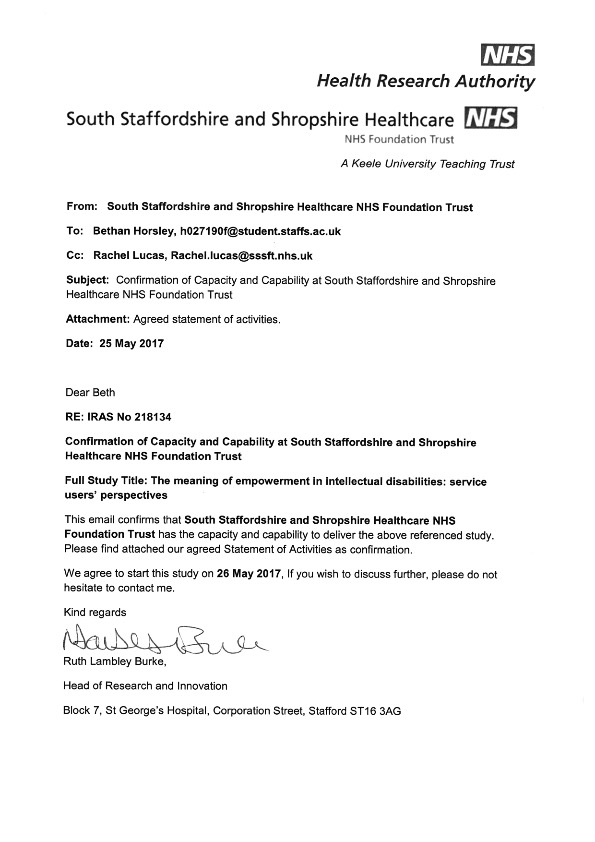 NHS
Health Research Authority
South Staffordshire and Shropshire Healthcare NHS
NHS Foundation Trust
A Keele University Teaching Trust
From: South Staffordshire and Shropshire Healthcare NHS Foundation Trust
To: Bethan Horsley, h027190f@student.staffs.ac.uk
Cc: Rachel Lucas, Rachel.lucas@sssft.nhs.uk
Subject: Confirmation of Capacity and Capability at South Staffordshire and Shropshire
Healthcare NHS Foundation Trust
Attachment: Agreed statement of activities.
Date: 25 May 2017
Dear Beth
RE: IRAS No 218134
Confirmation of Capacity and Capability at South Staffordshire and Shropshire
Healthcare NHS Foundation Trust
Full Study Title: The meaning of empowerment in intellectual disabilities: service
users' perspectives
This email confirms that South Staffordshire and Shropshire Healthcare NHS
Foundation Trust has the capacity and capability to deliver the above referenced study.
Please find attached our agreed Statement of Activities as confirmation.
We agree to start this study on 26 May 2017, If you wish to discuss further, please do not
hesitate to contact me.
Kind regards
Ruth Lambley Burke,
Head of Research and Innovation
Block 7, St George's Hospital, Corporation Street, Stafford ST16 3AG